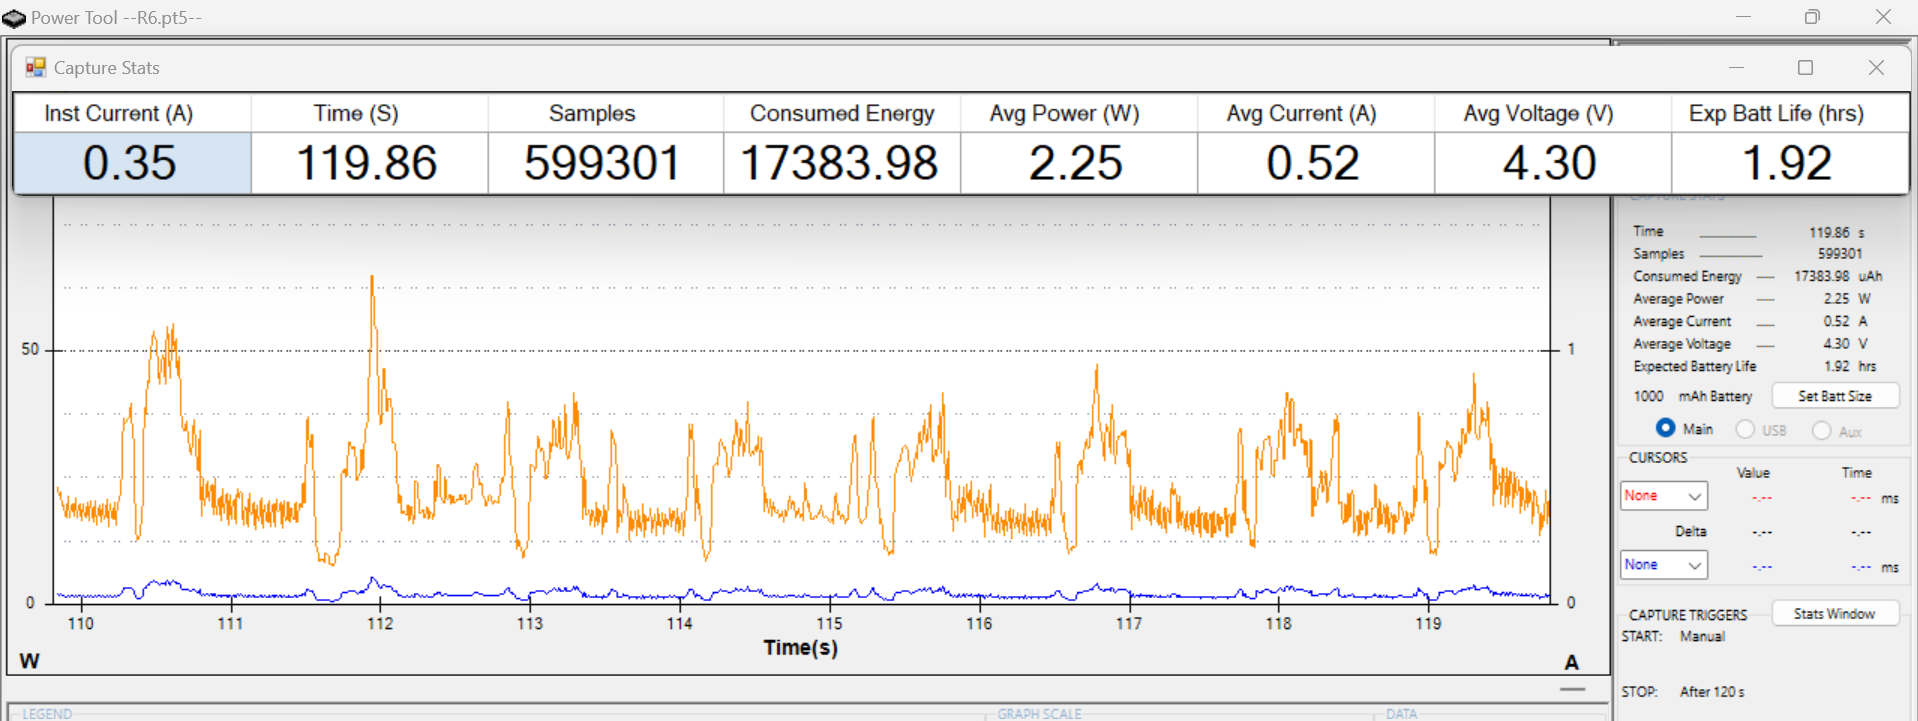 Power Tool --R6.pt5--
Capture Stats
Inst Current (A) Time (S) Samples Consumed Energy Avg Power (W) Avg Current (A) Avg Voltage (V) Exp Batt Life (hrs)
0.35 119.86 599301 17383.98 2.25 0.52 4.30 1.92
CAPTURE STATS
Time 119.86 s
Samples 599301
Consumed Energy 17383.98 uAh
Average Power 2.25 W
Average Current 0.52 A
Average Voltage 4.30 V
Expected Battery Life 1.92 hrs
1000 mAh Battery Set Batt Size
Main USB Aux
CURSORS
Value Time
None -.-- -.-- ms
Delta -.-- -.--
None -.-- -.-- ms
CAPTURE TRIGGERS Stats Window
START: Manual
STOP: After 120 s
50 1
0 0
110 111 112 113 114 115 116 117 118 119
Time(s)
W A
LEGEND GRAPH SCALE DATA